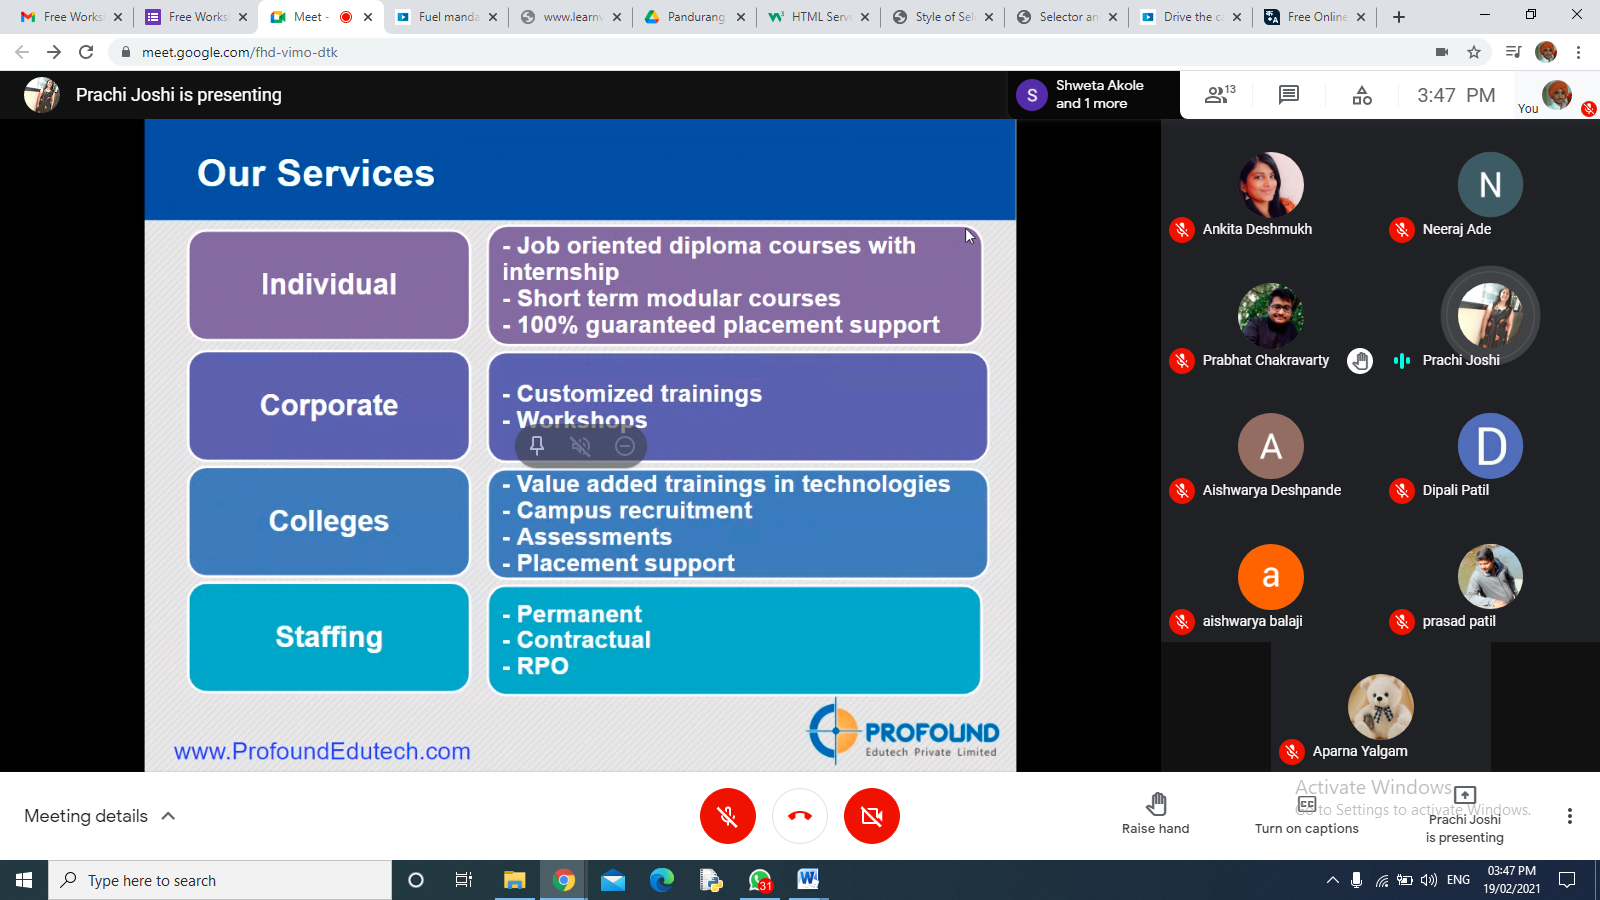 Free Works
Free Works
Meet -
Fuel manda
www.learnv
Pandurang
HTML Serve
Style of Sel
Selector an
Drive the ca
Free Online
meet.google.com/fhd-vimo-dtk
Prachi Joshi is presenting
S
Shweta Akole
and 1 more
13
3:47 PM
You
Our Services
Individual
- Job oriented diploma courses with
internship
- Short term modular courses
- 100% guaranteed placement support
Corporate
- Customized trainings
- Workshops
Colleges
- Value added trainings in technologies
- Campus recruitment
- Assessments
- Placement support
Staffing
- Permanent
- Contractual
- RPO
www.ProfoundEdutech.com
PROFOUND
Edutech Private Limited
Ankita Deshmukh
N
Neeraj Ade
Prabhat Chakravarty
Prachi Joshi
A
Aishwarya Deshpande
D
Dipali Patil
a
aishwarya balaji
prasad patil
Aparna Yalgam
Meeting details
Raise hand
CC
Turn on captions
Prachi Joshi
is presenting
Activate Windows
Go to Settings to activate Windows.
Type here to search
31
W
ENG
03:47 PM
19/02/2021